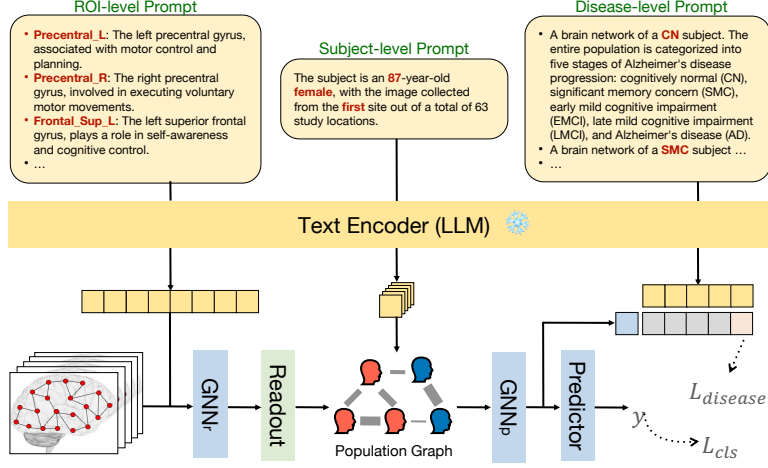 ROI-level Prompt
• Precentral_L: The left precentral gyrus,
associated with motor control and
planning.
• Precentral_R: The right precentral
gyrus, involved in executing voluntary
motor movements.
• Frontal_Sup_L: The left superior frontal
gyrus, plays a role in self-awareness
and cognitive control.
• ...
Subject-level Prompt
The subject is an 87-year-old
female, with the image collected
from the first site out of a total of 63
study locations.
Disease-level Prompt
• A brain network of a CN subject. The
entire population is categorized into
five stages of Alzheimer's disease
progression: cognitively normal (CN),
significant memory concern (SMC),
early mild cognitive impairment
(EMCI), late mild cognitive impairment
(LMCI), and Alzheimer's disease (AD).
• A brain network of a SMC subject ...
• ...
Text Encoder (LLM)
GNNr
Readout
Population Graph
GNNp
Predictor
y
L_disease
L_cls